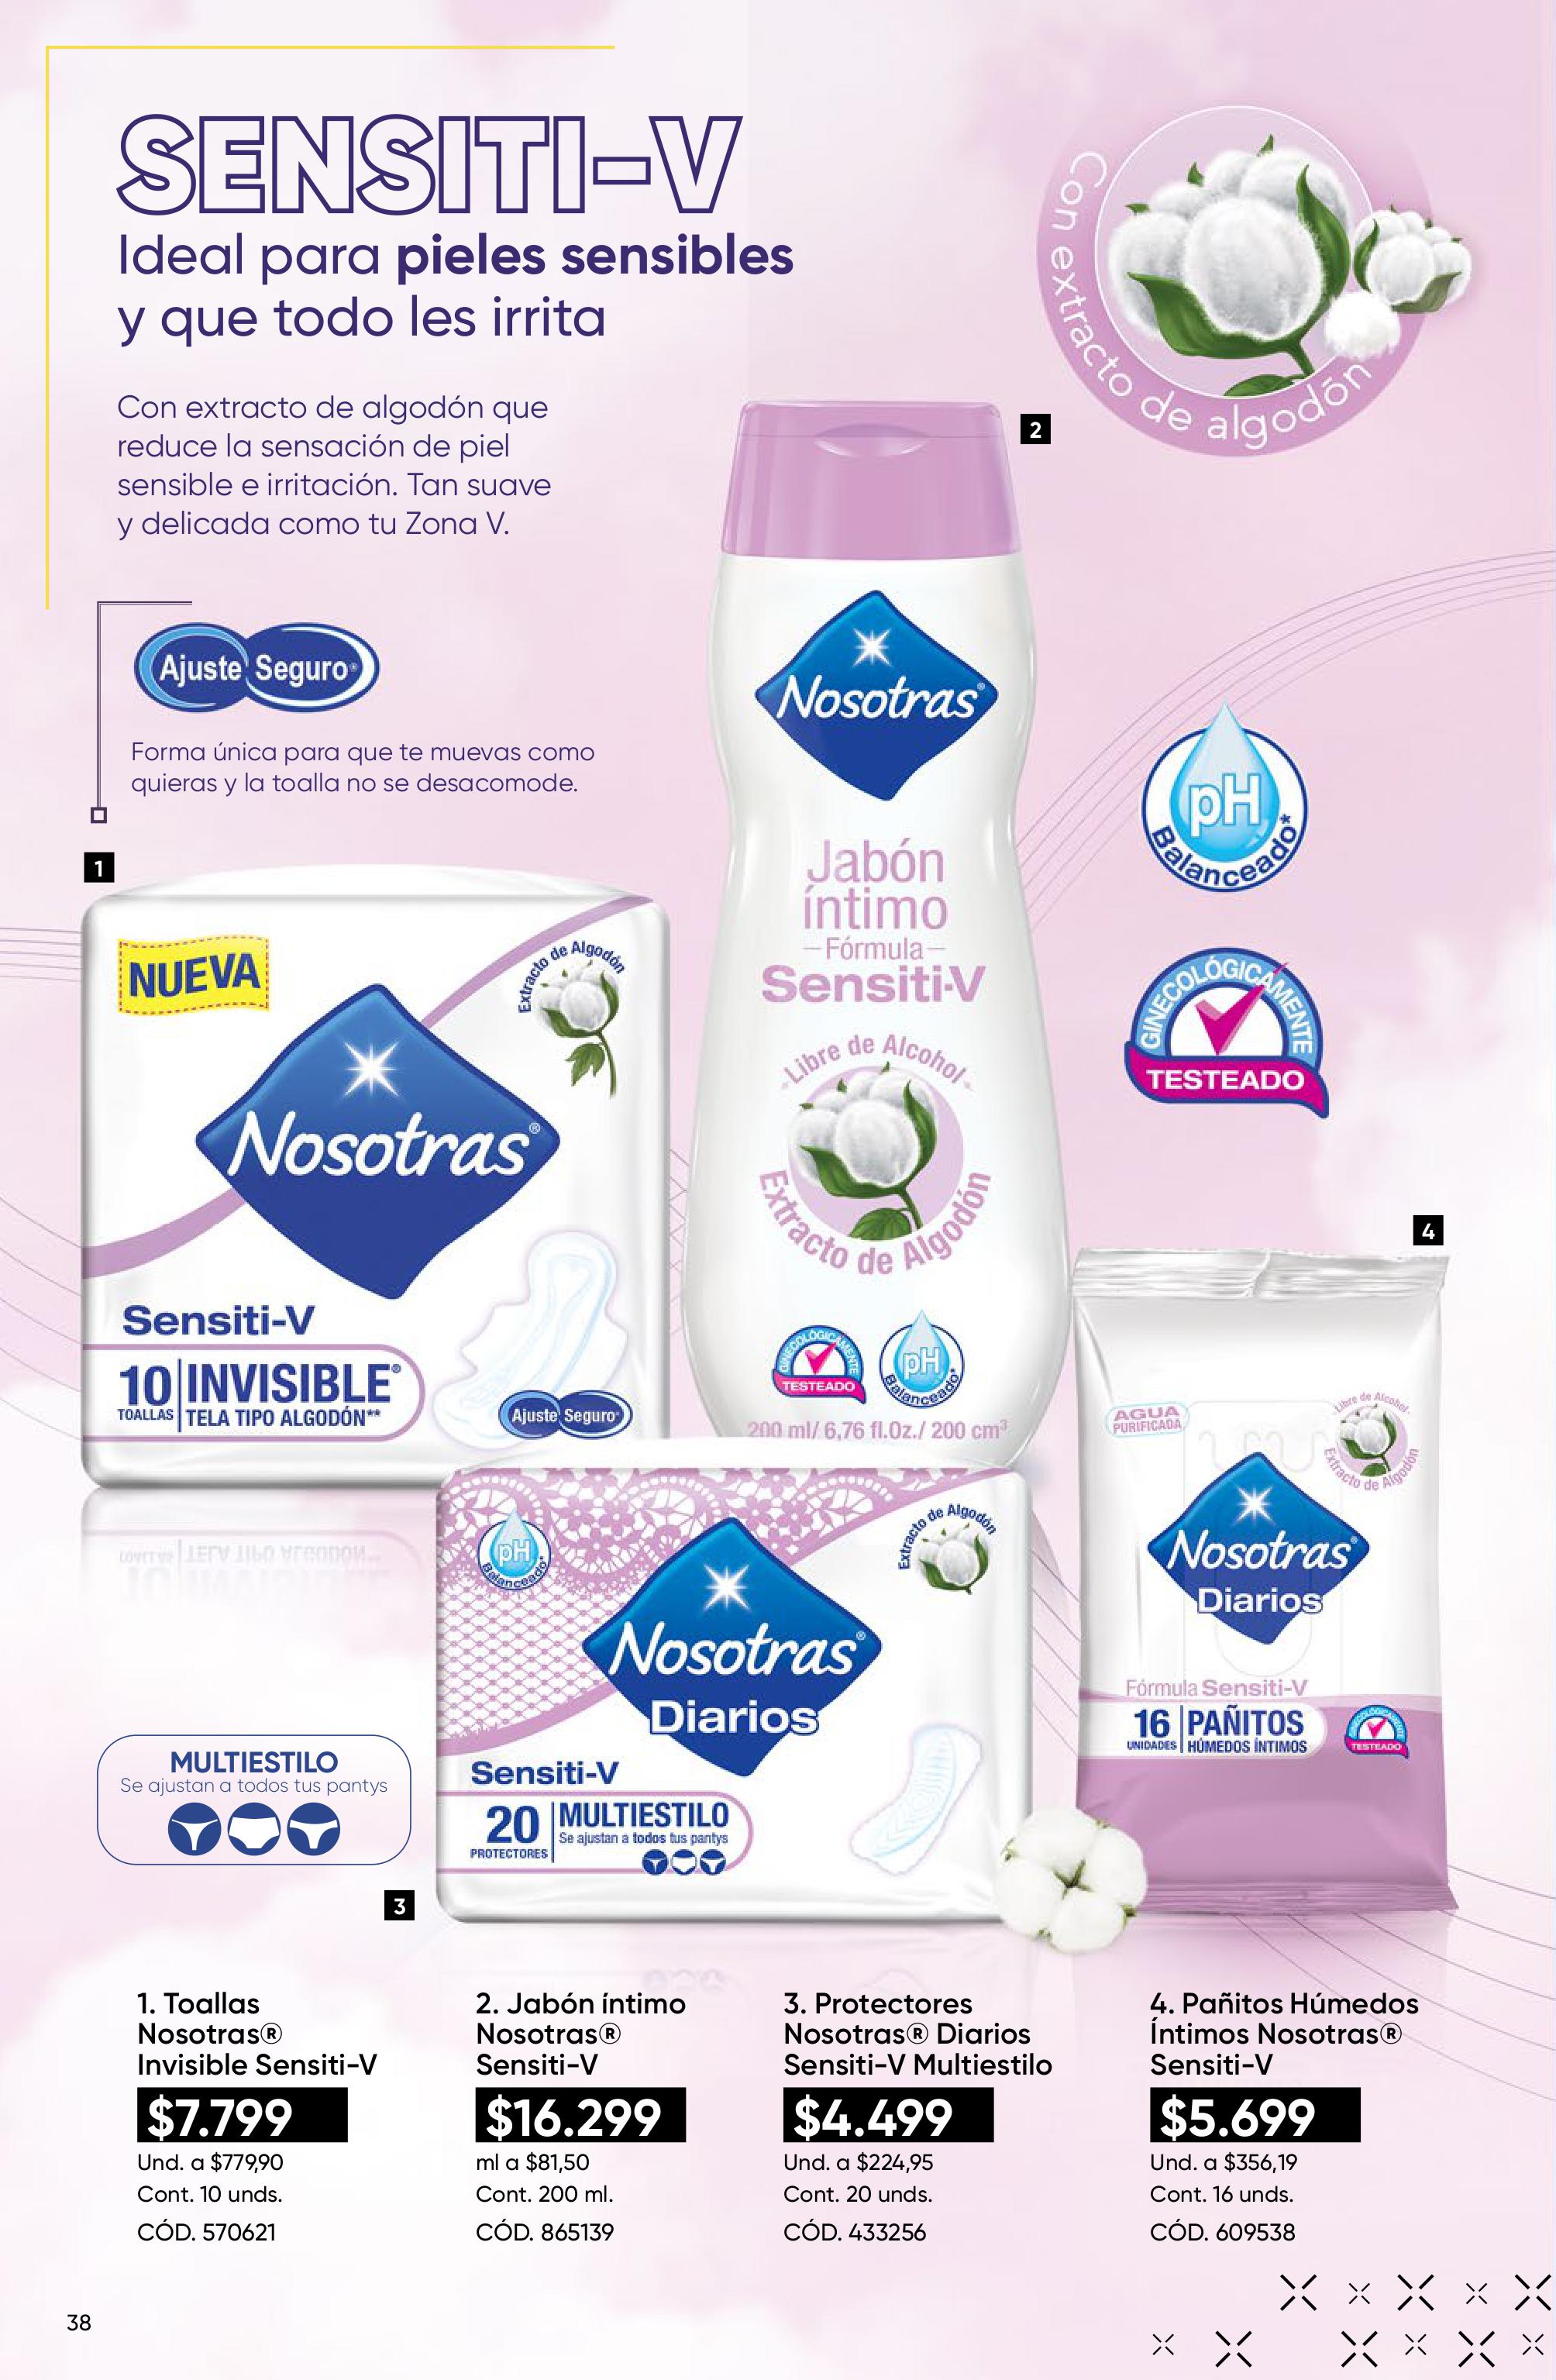 SENSITI-V
Ideal para pieles sensibles
y que todo les irrita
Con extracto de algodón que
reduce la sensación de piel
sensible e irritación. Tan suave
y delicada como tu Zona V.
Con extracto de algodón
Ajuste Seguro®
Forma única para que te muevas como
quieras y la toalla no se desacomode.
1
NUEVA
Extracto de Algodón
Nosotras®
Sensiti-V
10 TOALLAS
INVISIBLE®
TELA TIPO ALGODÓN**
Ajuste Seguro®
2
Nosotras®
Jabón
íntimo
Fórmula
Sensiti-V
Libre de Alcohol
Extracto de Algodón
GINECOLÓGICAMENTE
TESTEADO
pH
Balanceado*
200 ml/ 6,76 fl.Oz./ 200 cm³
pH
Balanceado*
GINECOLÓGICAMENTE
TESTEADO
4
AGUA
PURIFICADA
Libre de Alcohol
Extracto de Algodón
Nosotras®
Diarios
Fórmula Sensiti-V
16 UNIDADES
PAÑITOS
HÚMEDOS ÍNTIMOS
GINECOLÓGICAMENTE
TESTEADO
pH
Balanceado*
Extracto de Algodón
Nosotras®
Diarios
Sensiti-V
20 PROTECTORES
MULTIESTILO
Se ajustan a todos tus pantys
MULTIESTILO
Se ajustan a todos tus pantys
3
1. Toallas
Nosotras®
Invisible Sensiti-V
$7.799
Und. a $779,90
Cont. 10 unds.
CÓD. 570621
2. Jabón íntimo
Nosotras®
Sensiti-V
$16.299
ml a $81,50
Cont. 200 ml.
CÓD. 865139
3. Protectores
Nosotras® Diarios
Sensiti-V Multiestilo
$4.499
Und. a $224,95
Cont. 20 unds.
CÓD. 433256
4. Pañitos Húmedos
Íntimos Nosotras®
Sensiti-V
$5.699
Und. a $356,19
Cont. 16 unds.
CÓD. 609538
38